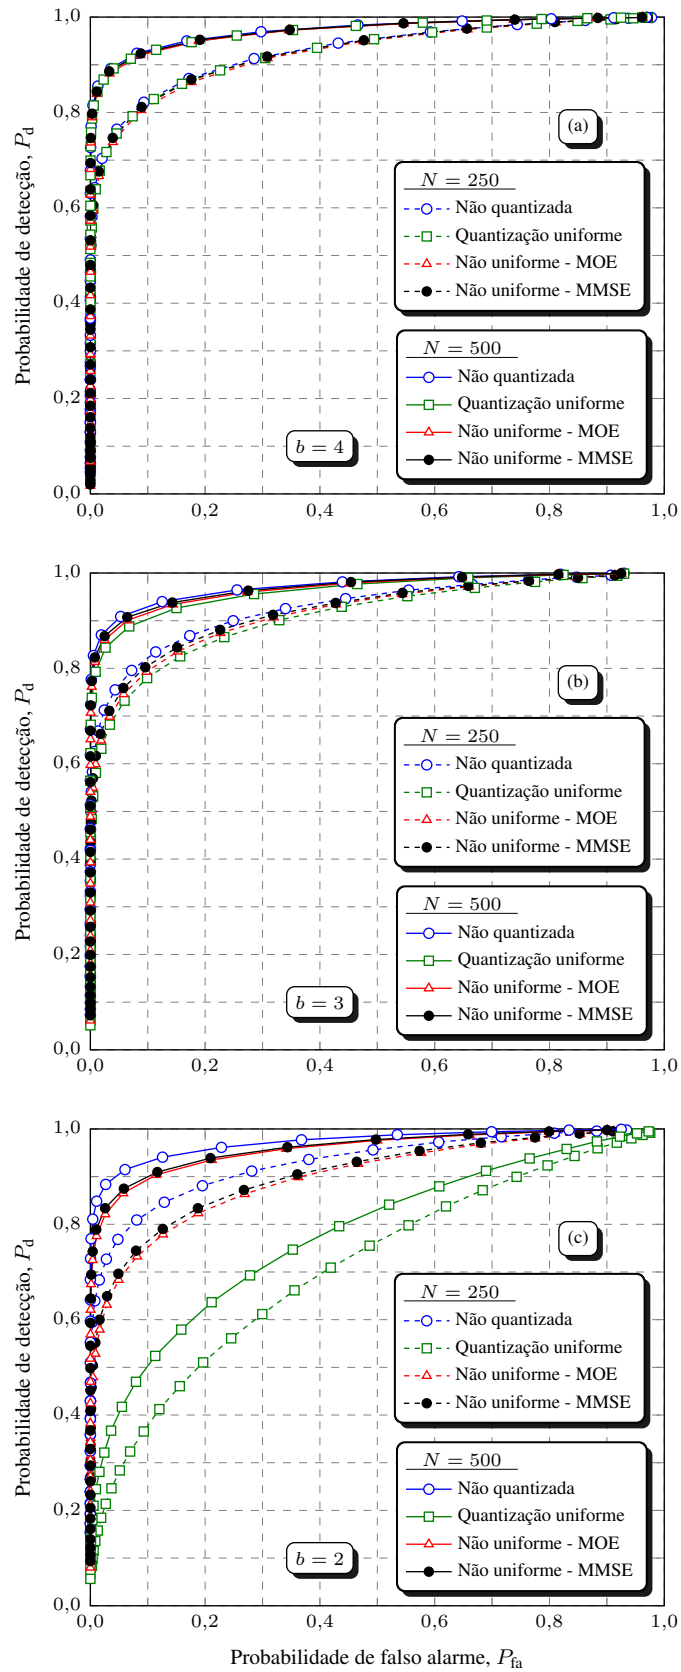 1,0
0,8
0,6
0,4
0,2
0,0
Probabilidade de detecção, P_d
(a)
N = 250
Não quantizada
Quantização uniforme
Não uniforme - MOE
Não uniforme - MMSE
N = 500
Não quantizada
Quantização uniforme
Não uniforme - MOE
Não uniforme - MMSE
b = 4
0,0 0,2 0,4 0,6 0,8 1,0
1,0
0,8
0,6
0,4
0,2
0,0
Probabilidade de detecção, P_d
(b)
N = 250
Não quantizada
Quantização uniforme
Não uniforme - MOE
Não uniforme - MMSE
N = 500
Não quantizada
Quantização uniforme
Não uniforme - MOE
Não uniforme - MMSE
b = 3
0,0 0,2 0,4 0,6 0,8 1,0
1,0
0,8
0,6
0,4
0,2
0,0
Probabilidade de detecção, P_d
(c)
N = 250
Não quantizada
Quantização uniforme
Não uniforme - MOE
Não uniforme - MMSE
N = 500
Não quantizada
Quantização uniforme
Não uniforme - MOE
Não uniforme - MMSE
b = 2
0,0 0,2 0,4 0,6 0,8 1,0
Probabilidade de falso alarme, P_fa